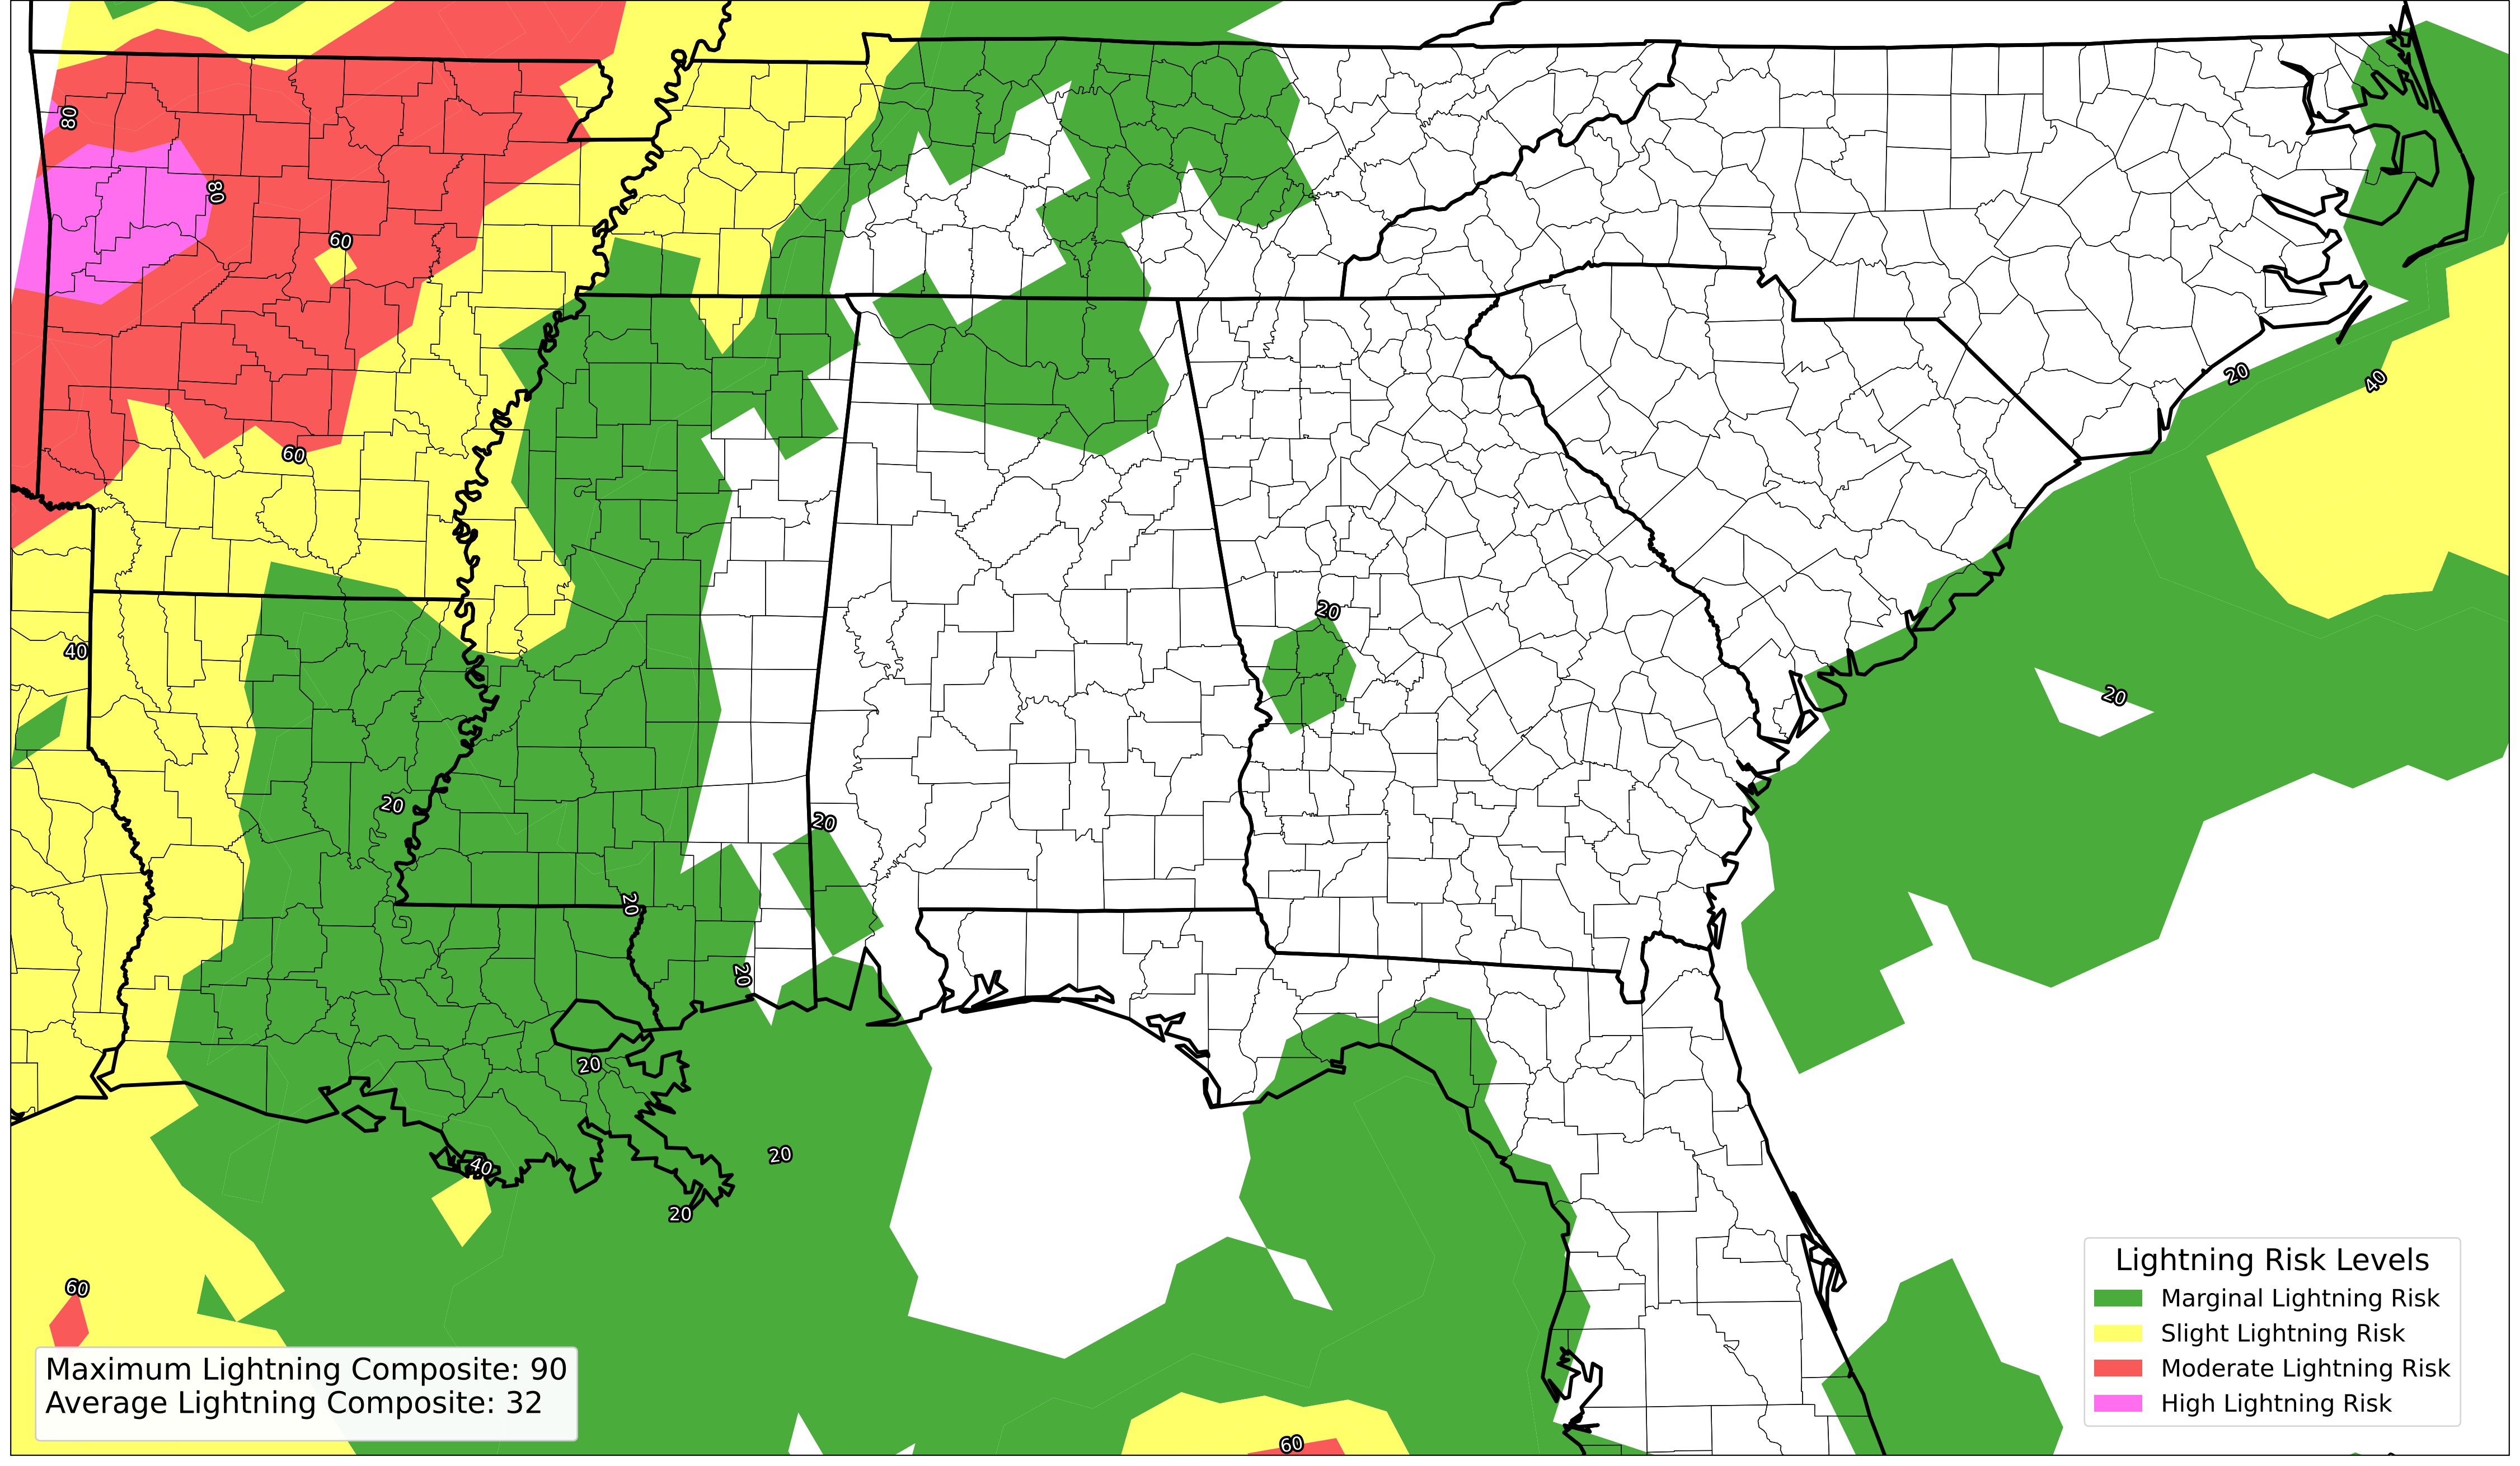 80
80
60
60
20
40
20
40
20
20
20
20
20
20
40
20
20
60
60
Lightning Risk Levels
Marginal Lightning Risk
Slight Lightning Risk
Moderate Lightning Risk
High Lightning Risk
Maximum Lightning Composite: 90
Average Lightning Composite: 32